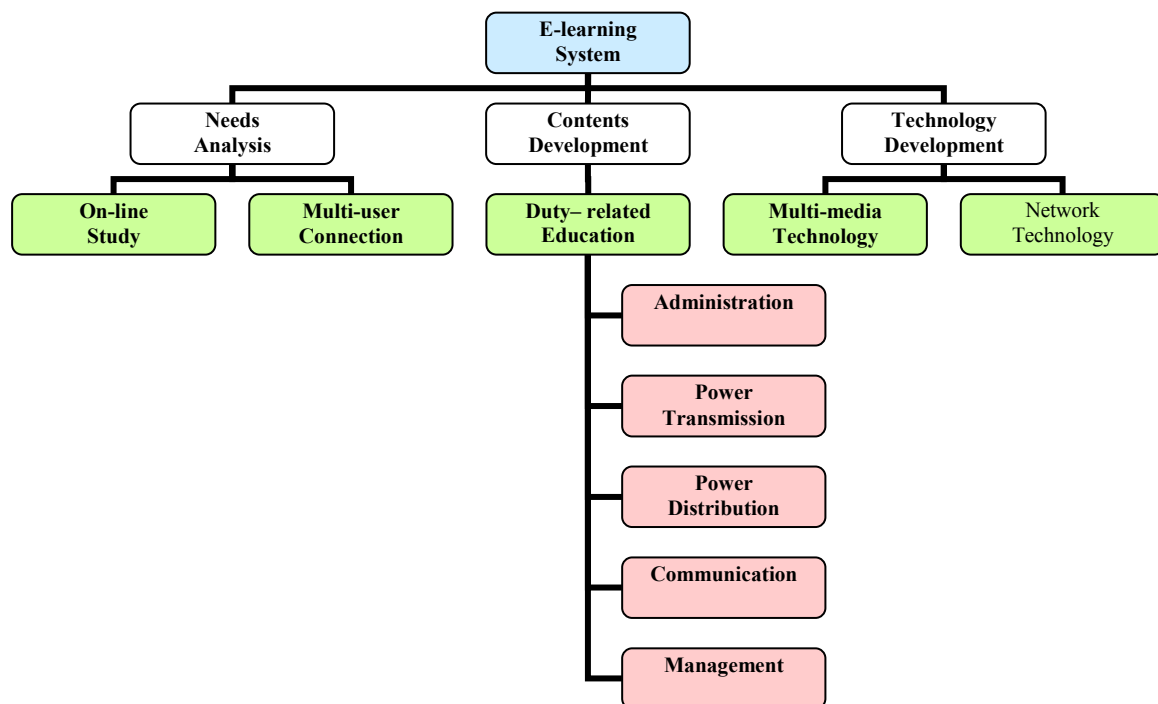 E-learning
System
Needs
Analysis
Contents
Development
Technology
Development
On-line
Study
Multi-user
Connection
Duty– related
Education
Multi-media
Technology
Network
Technology
Administration
Power
Transmission
Power
Distribution
Communication
Management